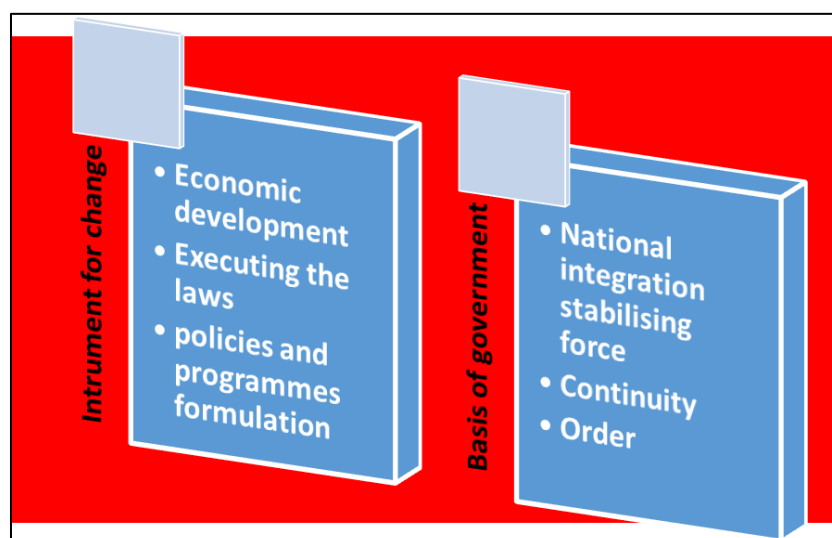 Intrument for change
• Economic
development
• Executing the
laws
• policies and
programmes
formulation
Basis of government
• National
integration
stabilising
force
• Continuity
• Order